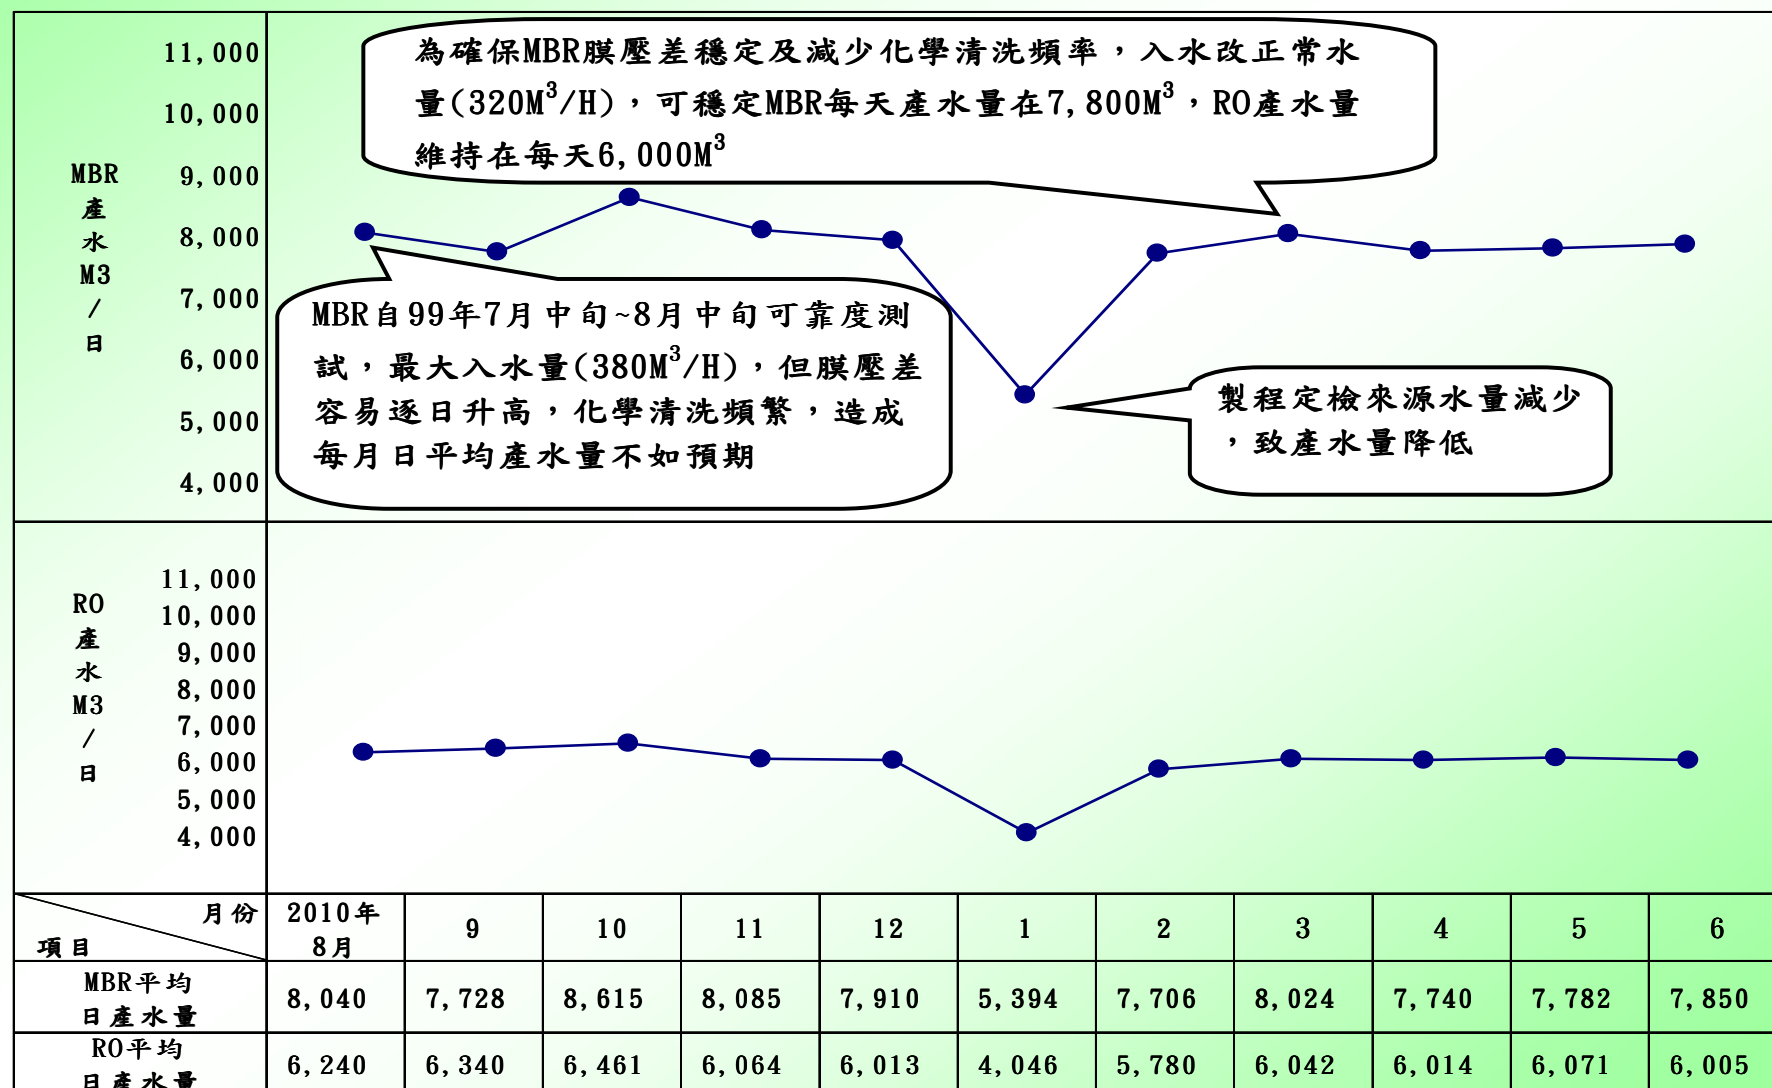 為確保MBR膜壓差穩定及減少化學清洗頻率，入水改正常水
量(320M³/H)，可穩定MBR每天產水量在7,800M³，RO產水量
維持在每天6,000M³
11,000
10,000
9,000
8,000
7,000
6,000
5,000
4,000
MBR
產
水
M3
/
日
MBR自99年7月中旬~8月中旬可靠度測
試，最大入水量(380M³/H)，但膜壓差
容易逐日升高，化學清洗頻繁，造成
每月日平均產水量不如預期
製程定檢來源水量減少
，致產水量降低
11,000
10,000
9,000
8,000
7,000
6,000
5,000
4,000
RO
產
水
M3
/
日
月份
項目
2010年
8月
9
10
11
12
1
2
3
4
5
6
MBR平均
日產水量
8,040
7,728
8,615
8,085
7,910
5,394
7,706
8,024
7,740
7,782
7,850
RO平均
日產水量
6,240
6,340
6,461
6,064
6,013
4,046
5,780
6,042
6,014
6,071
6,005